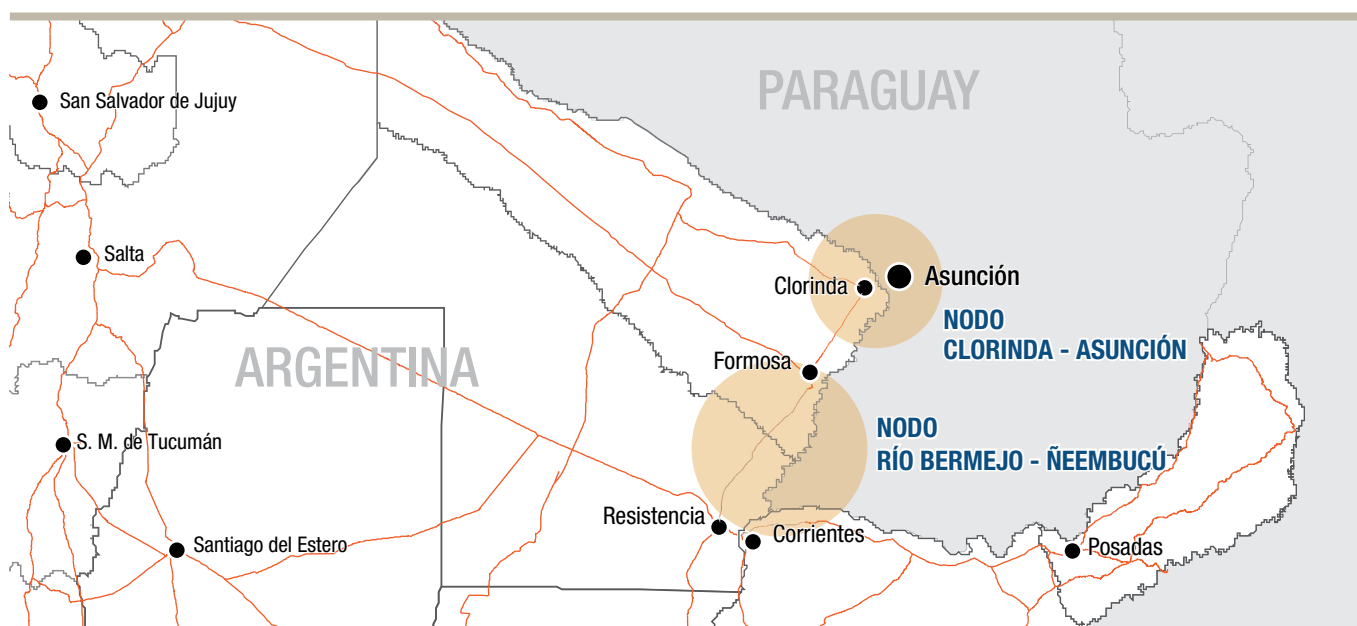 PARAGUAY
San Salvador de Jujuy
Salta
Clorinda
Asunción
NODO
CLORINDA - ASUNCIÓN
ARGENTINA
Formosa
NODO
RÍO BERMEJO - ÑEEMBUCÚ
S. M. de Tucumán
Resistencia
Corrientes
Santiago del Estero
Posadas